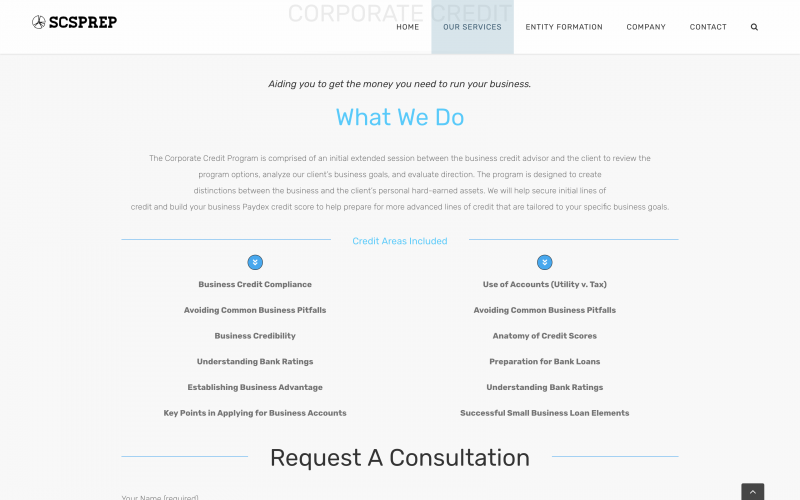 CORPORATE CREDIT
SCSPREP
HOME
OUR SERVICES
ENTITY FORMATION
COMPANY
CONTACT
Aiding you to get the money you need to run your business.
What We Do
The Corporate Credit Program is comprised of an initial extended session between the business credit advisor and the client to review the
program options, analyze our client's business goals, and evaluate direction. The program is designed to create
distinctions between the business and the client's personal hard-earned assets. We will help secure initial lines of
credit and build your business Paydex credit score to help prepare for more advanced lines of credit that are tailored to your specific business goals.
Credit Areas Included
Business Credit Compliance
Avoiding Common Business Pitfalls
Business Credibility
Understanding Bank Ratings
Establishing Business Advantage
Key Points in Applying for Business Accounts
Use of Accounts (Utility v. Tax)
Avoiding Common Business Pitfalls
Anatomy of Credit Scores
Preparation for Bank Loans
Understanding Bank Ratings
Successful Small Business Loan Elements
Request A Consultation
Your Name (required)